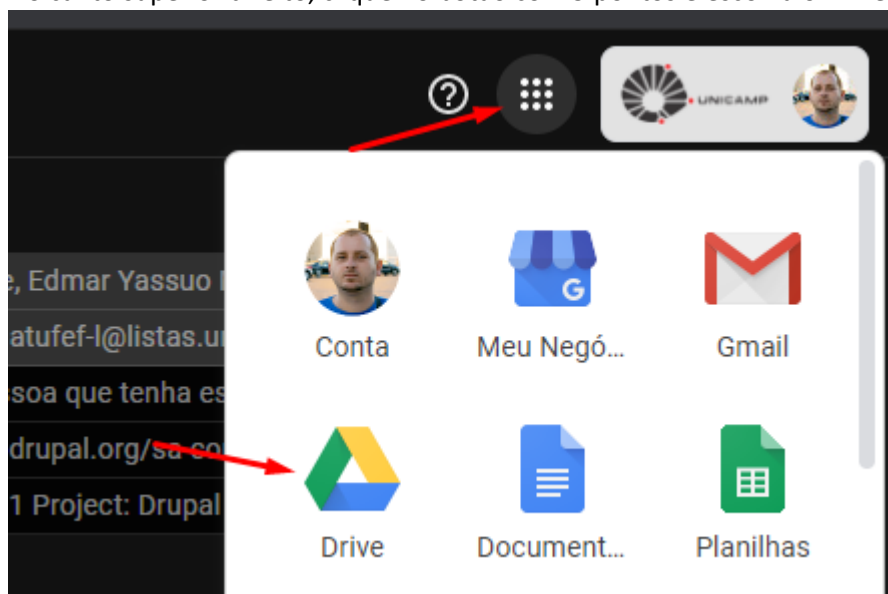 UNICAMP
e, Edmar Yassuo
atufef-l@listas.u
Conta
Meu Negó...
Gmail
ssoa que tenha es
drupal.org/sa-co
1 Project: Drupal
Drive
Document...
Planilhas